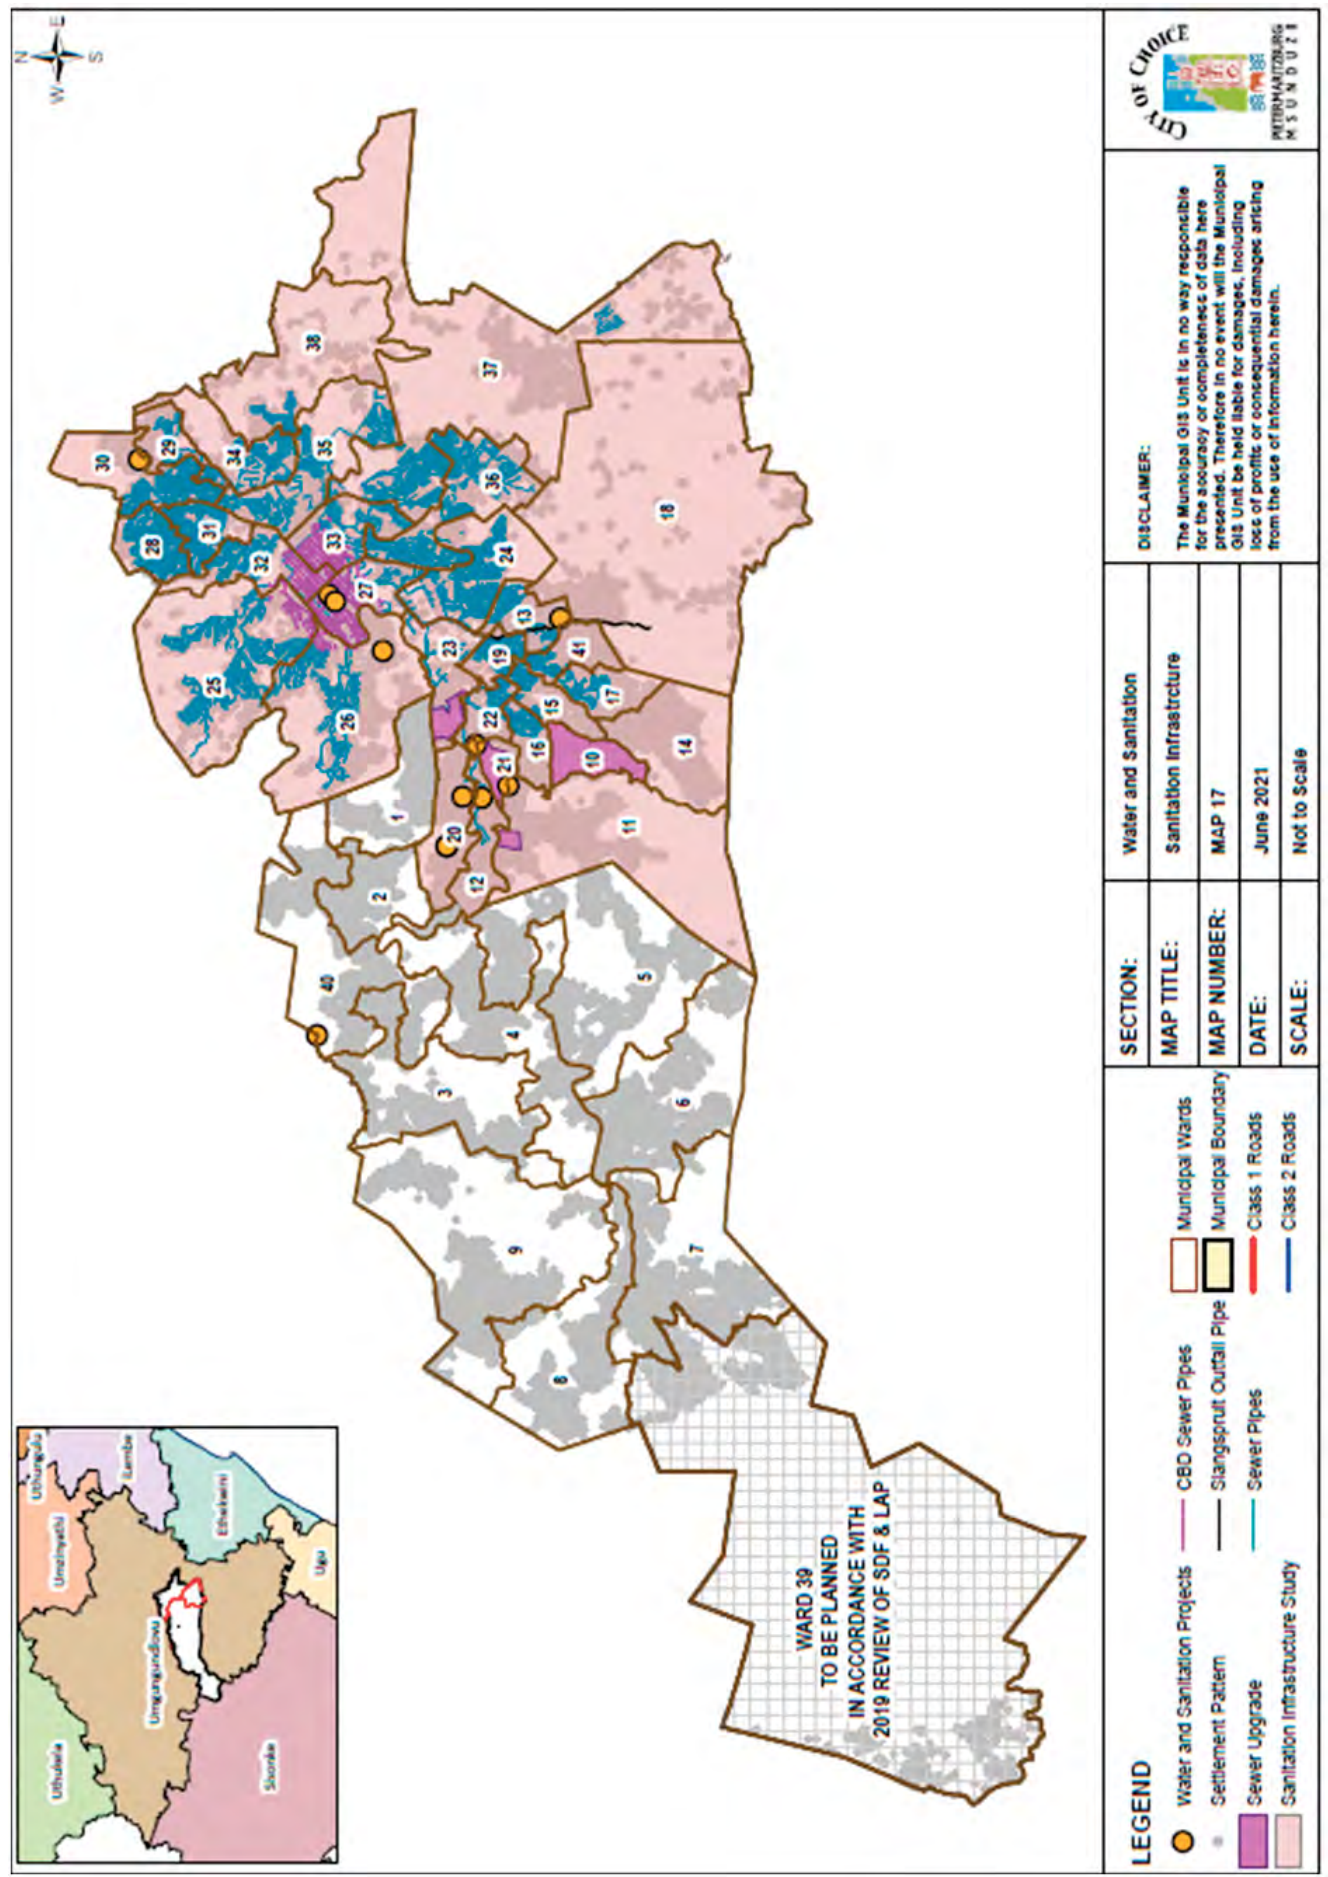 N
E
S
W
Uthungulu
Umzinyathi
iLembe
Uthukela
Umgungundlovu
Ethekwini
Ugu
Sisonke
30
29
28
31
34
38
35
32
33
25
27
37
36
26
24
18
23
13
19
41
1
22
15
17
21
16
10
14
20
12
11
2
40
5
4
3
6
9
7
8
WARD 39
TO BE PLANNED
IN ACCORDANCE WITH
2019 REVIEW OF SDF & LAP
LEGEND
Water and Sanitation Projects
Settlement Pattern
Sewer Upgrade
Sanitation Infrastructure Study
CBD Sewer Pipes
Slangspruit Outfall Pipe
Sewer Pipes
Municipal Wards
Municipal Boundary
Class 1 Roads
Class 2 Roads
SECTION: Water and Sanitation
MAP TITLE: Sanitation Infrastrcture
MAP NUMBER: MAP 17
DATE: June 2021
SCALE: Not to Scale
DISCLAIMER:
The Municipal GIS Unit is in no way responsible
for the accuracy or completeness of data here
presented. Therefore in no event will the Municipal
GIS Unit be held liable for damages, including
loss of profits or consequential damages arising
from the use of information herein.
CITY OF CHOICE
PIETERMARITZBURG
MSUNDUZI